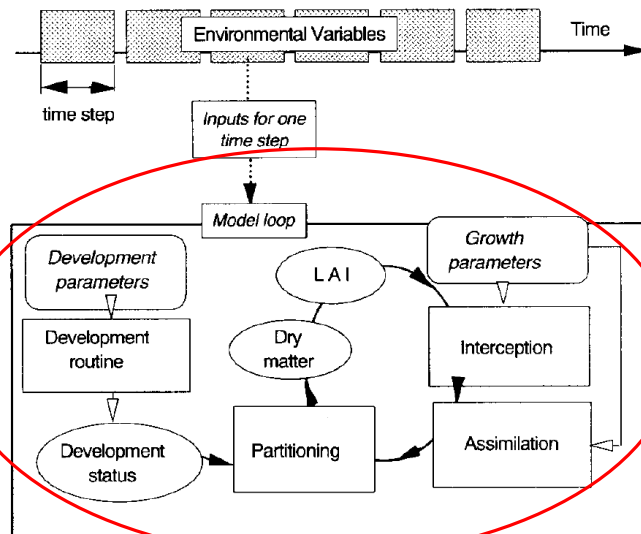 Environmental Variables
Time
time step
Inputs for one
time step
Model loop
Development
parameters
Growth
parameters
L A I
Development
routine
Dry
matter
Interception
Development
status
Partitioning
Assimilation